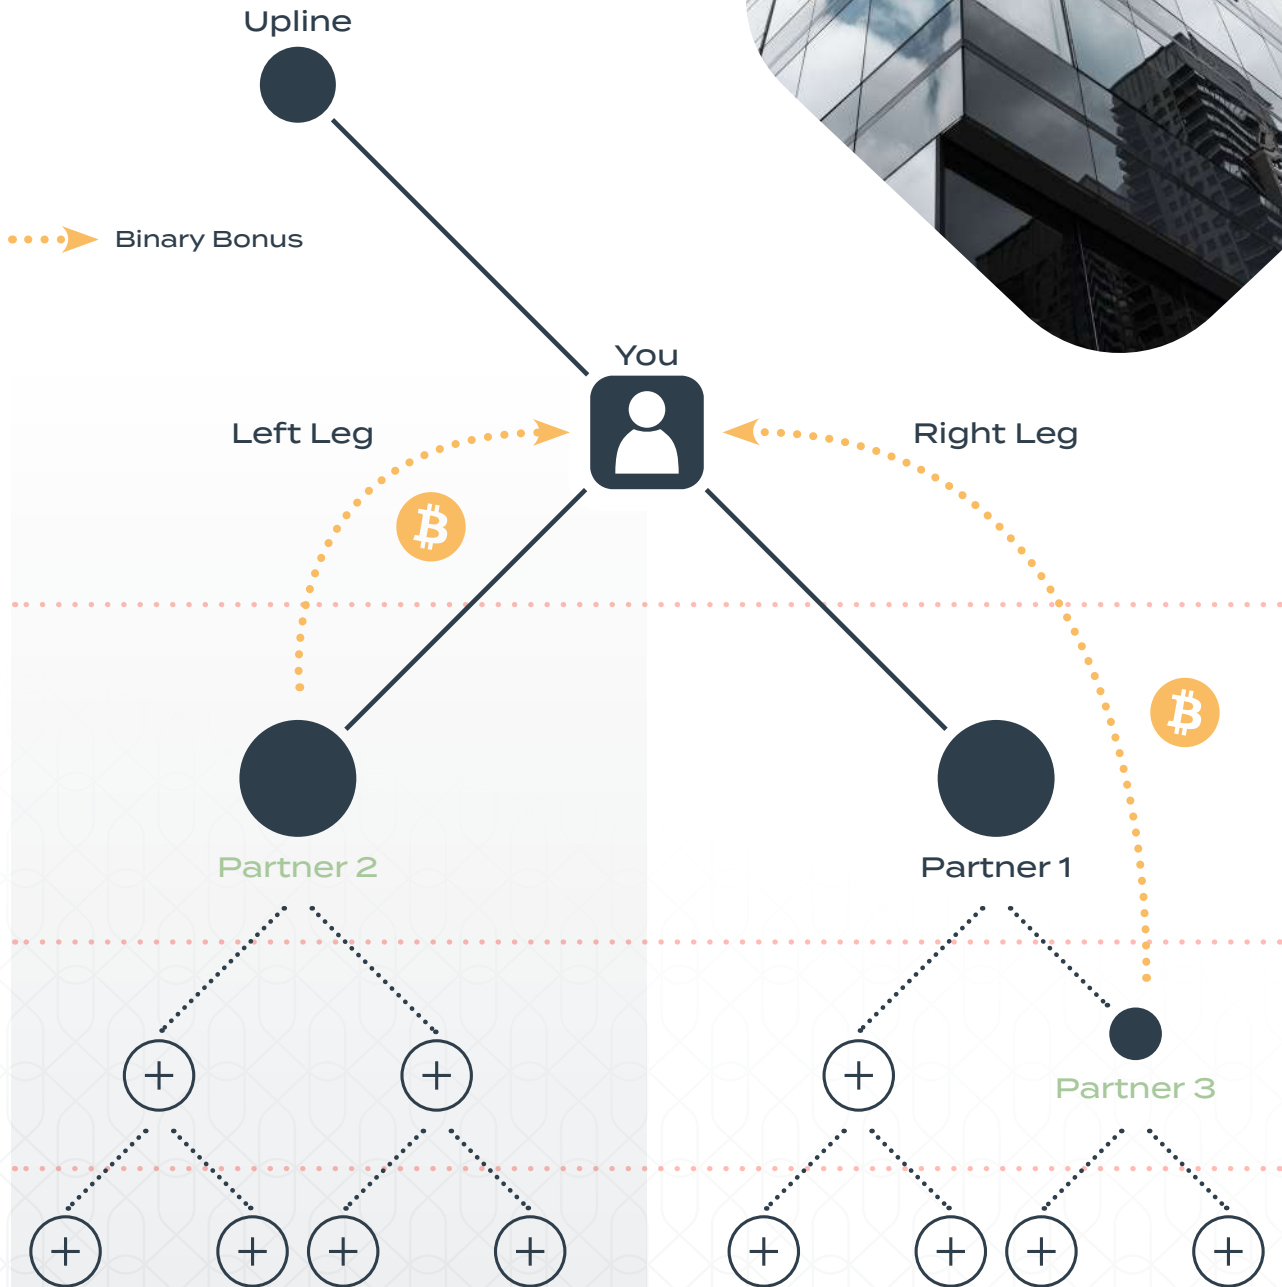 Upline
Binary Bonus
You
Left Leg
Right Leg
Partner 2
Partner 1
Partner 3